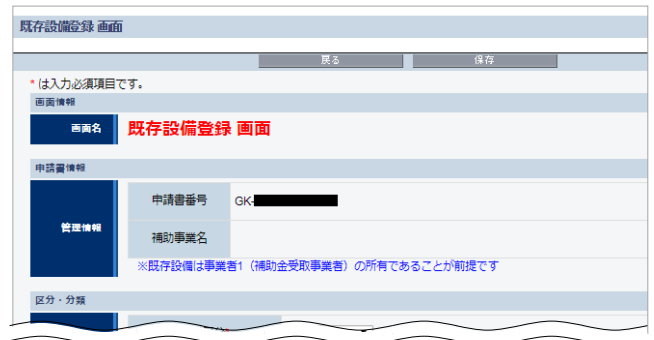 既存設備登録 画面
戻る 保存
* は入力必須項目です。
画面情報
画面名 既存設備登録 画面
申請書情報
管理情報
申請書番号 GK-
補助事業名
※既存設備は事業者1（補助金受取事業者）の所有であることが前提です
区分・分類